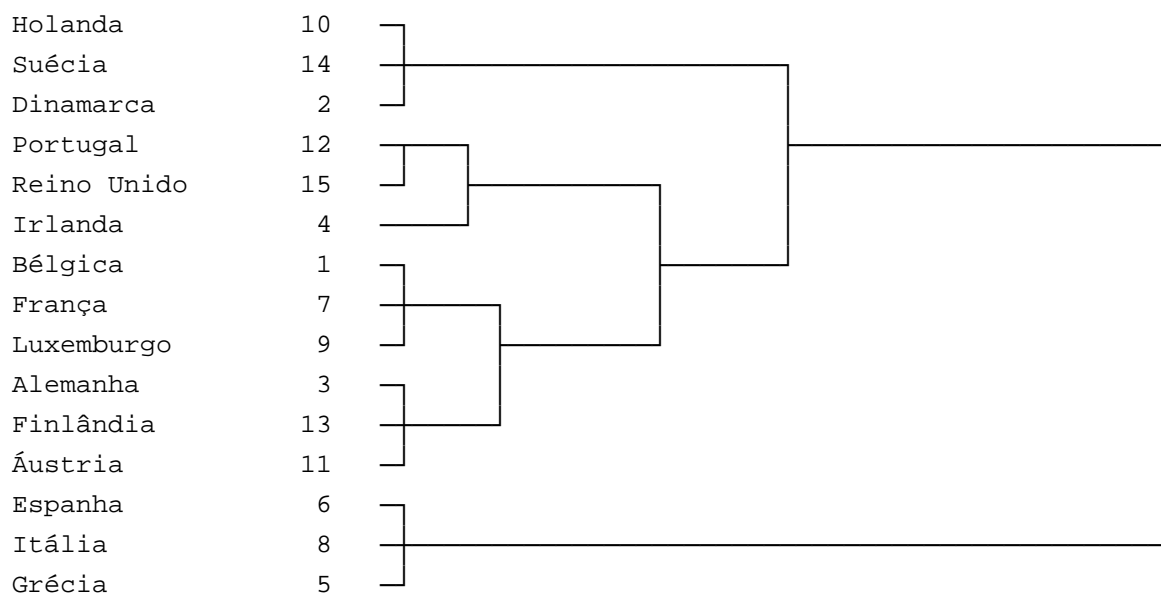 Holanda 10
Suécia 14
Dinamarca 2
Portugal 12
Reino Unido 15
Irlanda 4
Bélgica 1
França 7
Luxemburgo 9
Alemanha 3
Finlândia 13
Áustria 11
Espanha 6
Itália 8
Grécia 5